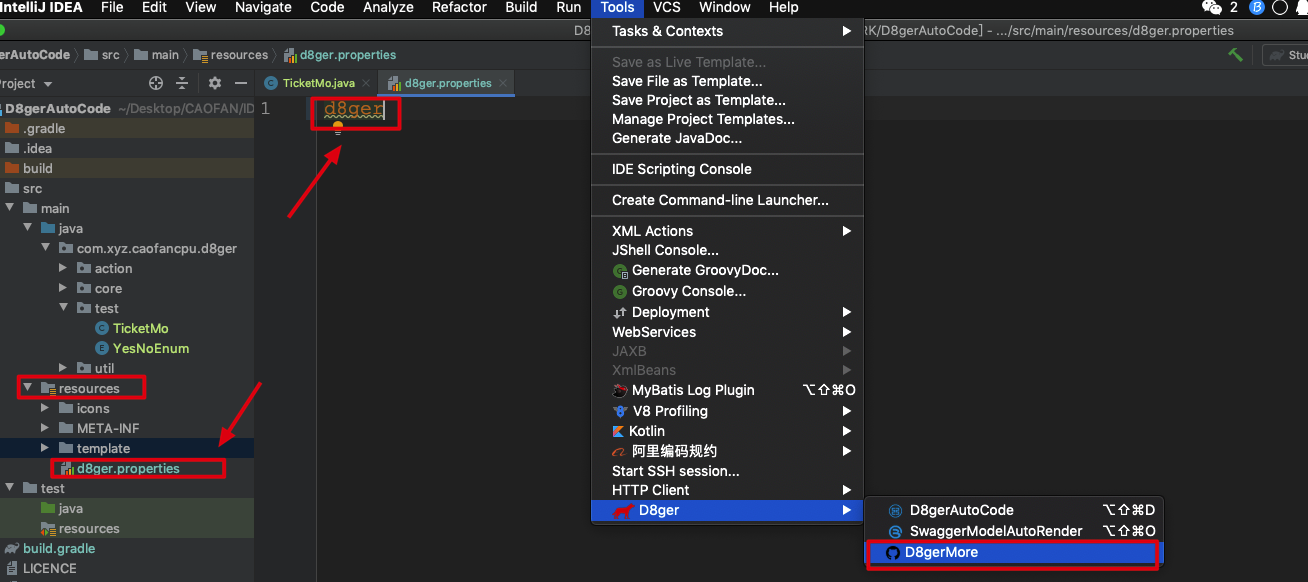 IntelliJ IDEA File Edit View Navigate Code Analyze Refactor Build Run Tools VCS Window Help 2
D8 RK/D8gerAutoCode] - .../src/main/resources/d8ger.properties
erAutoCode src main resources d8ger.properties Stu
Project TicketMo.java d8ger.properties
D8gerAutoCode ~/Desktop/CAOFAN/ID
.gradle
.idea
build
src
main
java
com.xyz.caofancpu.d8ger
action
core
test
TicketMo
YesNoEnum
util
resources
icons
META-INF
template
d8ger.properties
test
java
resources
build.gradle
LICENCE
1 d8ger
Tasks & Contexts
Save as Live Template...
Save File as Template...
Save Project as Template...
Manage Project Templates...
Generate JavaDoc...
IDE Scripting Console
Create Command-line Launcher...
XML Actions
JShell Console...
Generate GroovyDoc...
Groovy Console...
Deployment
WebServices
JAXB
XmlBeans
MyBatis Log Plugin ⌥⇧⌘O
V8 Profiling
Kotlin
阿里编码规约
Start SSH session...
HTTP Client
D8ger
D8gerAutoCode ⌥⇧⌘D
SwaggerModelAutoRender ⌥⇧⌘O
D8gerMore